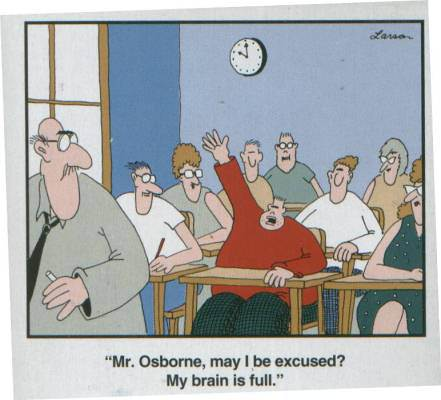 Larson
"Mr. Osborne, may I be excused?
My brain is full."